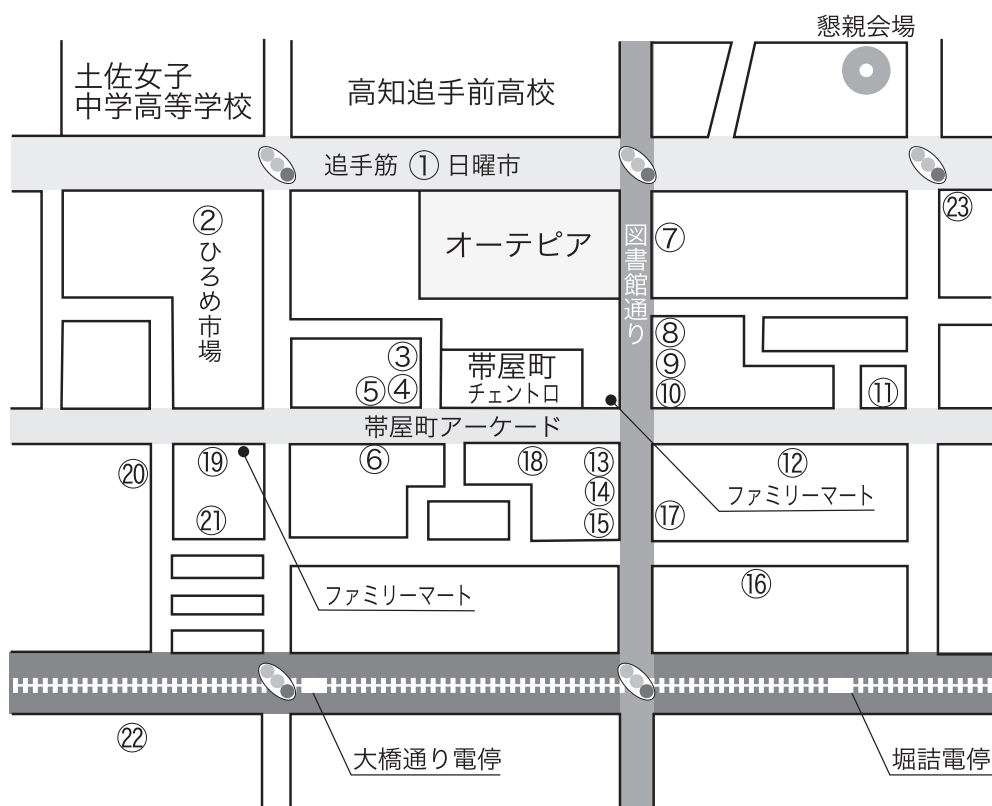 懇親会場
土佐女子
中学高等学校
高知追手前高校
追手筋 ① 日曜市
②
ひろめ市場
オーテピア
図書館通り
⑦
㉓
③
⑤ ④
帯屋町
チェントロ
⑧
⑨
⑩
⑪
帯屋町アーケード
⑳
⑲
㉑
⑥
⑱
⑬
⑭
⑮
⑫
ファミリーマート
⑰
ファミリーマート
⑯
㉒
大橋通り電停
堀詰電停